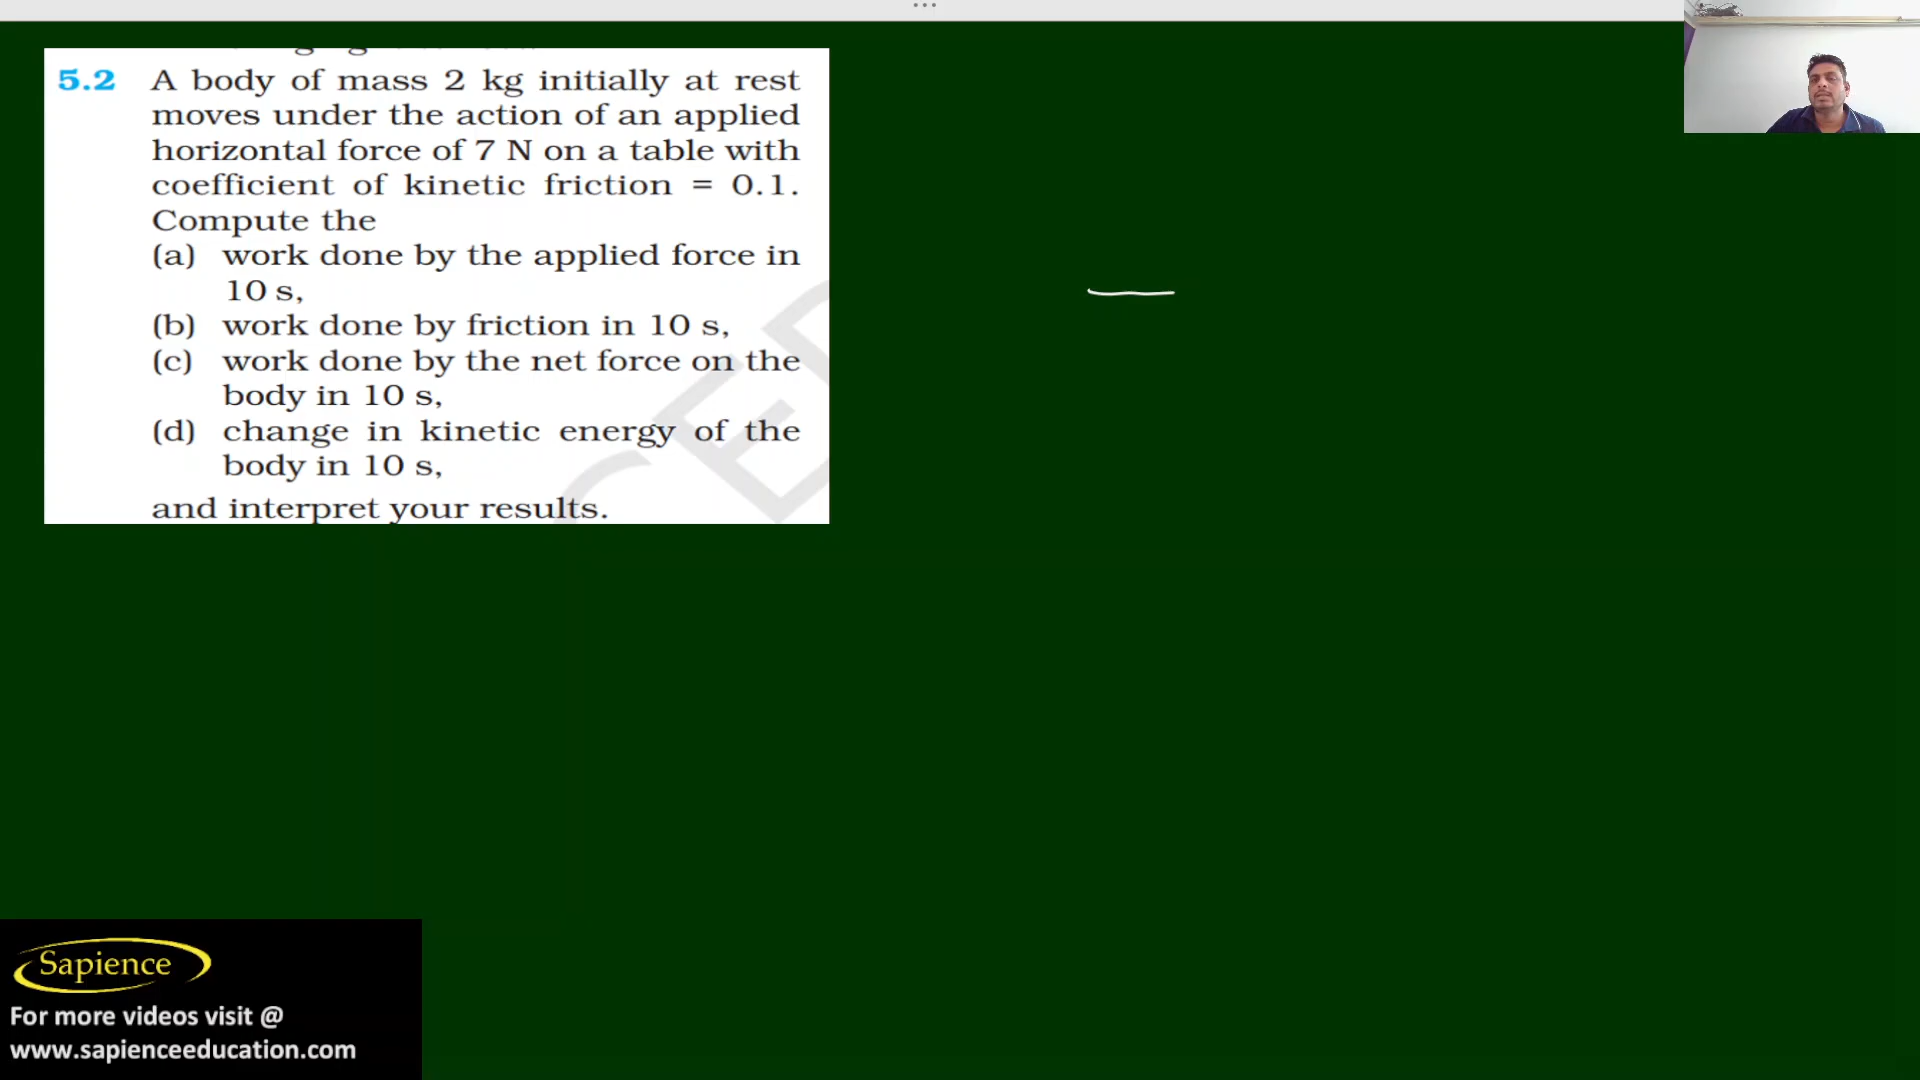 5.2 A body of mass 2 kg initially at rest
moves under the action of an applied
horizontal force of 7 N on a table with
coefficient of kinetic friction = 0.1.
Compute the
(a) work done by the applied force in
10 s,
(b) work done by friction in 10 s,
(c) work done by the net force on the
body in 10 s,
(d) change in kinetic energy of the
body in 10 s,
and interpret your results.
Sapience
For more videos visit @
www.sapienceeducation.com